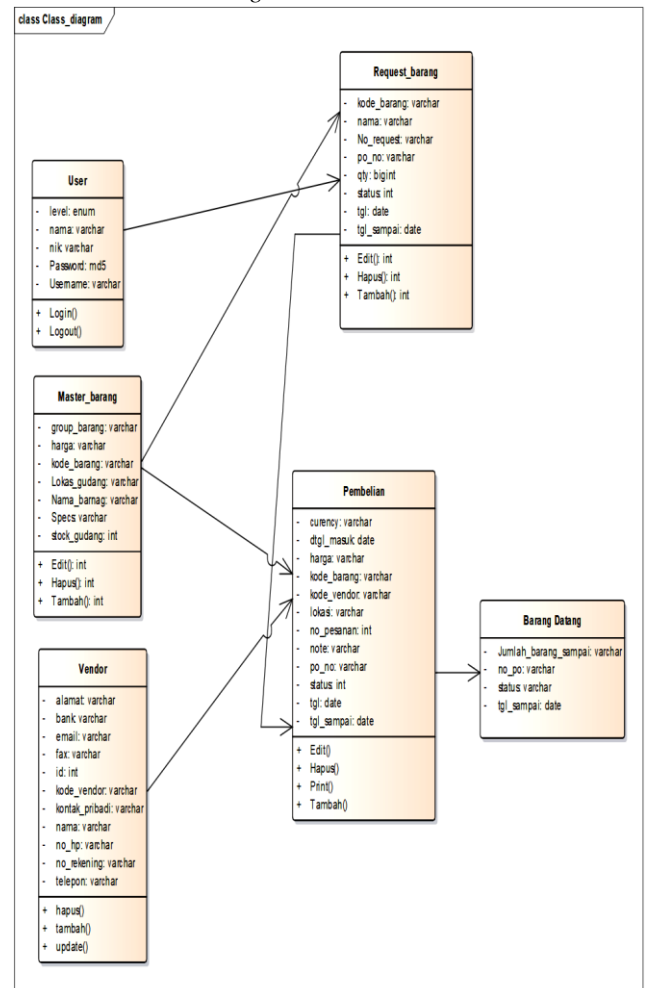 class Class_diagram
Request_barang
- kode_barang: varchar
- nama: varchar
- No_request: varchar
- po_no: varchar
- qty: bigint
- status: int
- tgl: date
- tgl_sampai: date
+ Edit(): int
+ Hapus(): int
+ Tambah(): int
User
- level: enum
- nama: varchar
- nik: varchar
- Password: md5
- Username: varchar
+ Login()
+ Logout()
Master_barang
- group_barang: varchar
- harga: varchar
- kode_barang: varchar
- Lokas_gudang: varchar
- Nama_barnag: varchar
- Specs: varchar
- stock_gudang: int
+ Edit(): int
+ Hapus(): int
+ Tambah(): int
Pembelian
- curency: varchar
- dtgl_masuk: date
- harga: varchar
- kode_barang: varchar
- kode_vendor: varchar
- lokasi: varchar
- no_pesanan: int
- note: varchar
- po_no: varchar
- status: int
- tgl: date
- tgl_sampai: date
+ Edit()
+ Hapus()
+ Print()
+ Tambah()
Barang Datang
- Jumlah_barang_sampai: varchar
- no_po: varchar
- status: varchar
- tgl_sampai: date
Vendor
- alamat: varchar
- bank: varchar
- email: varchar
- fax: varchar
- id: int
- kode_vendor: varchar
- kontak_pribadi: varchar
- nama: varchar
- no_hp: varchar
- no_rekening: varchar
- telepon: varchar
+ hapus()
+ tambah()
+ update()